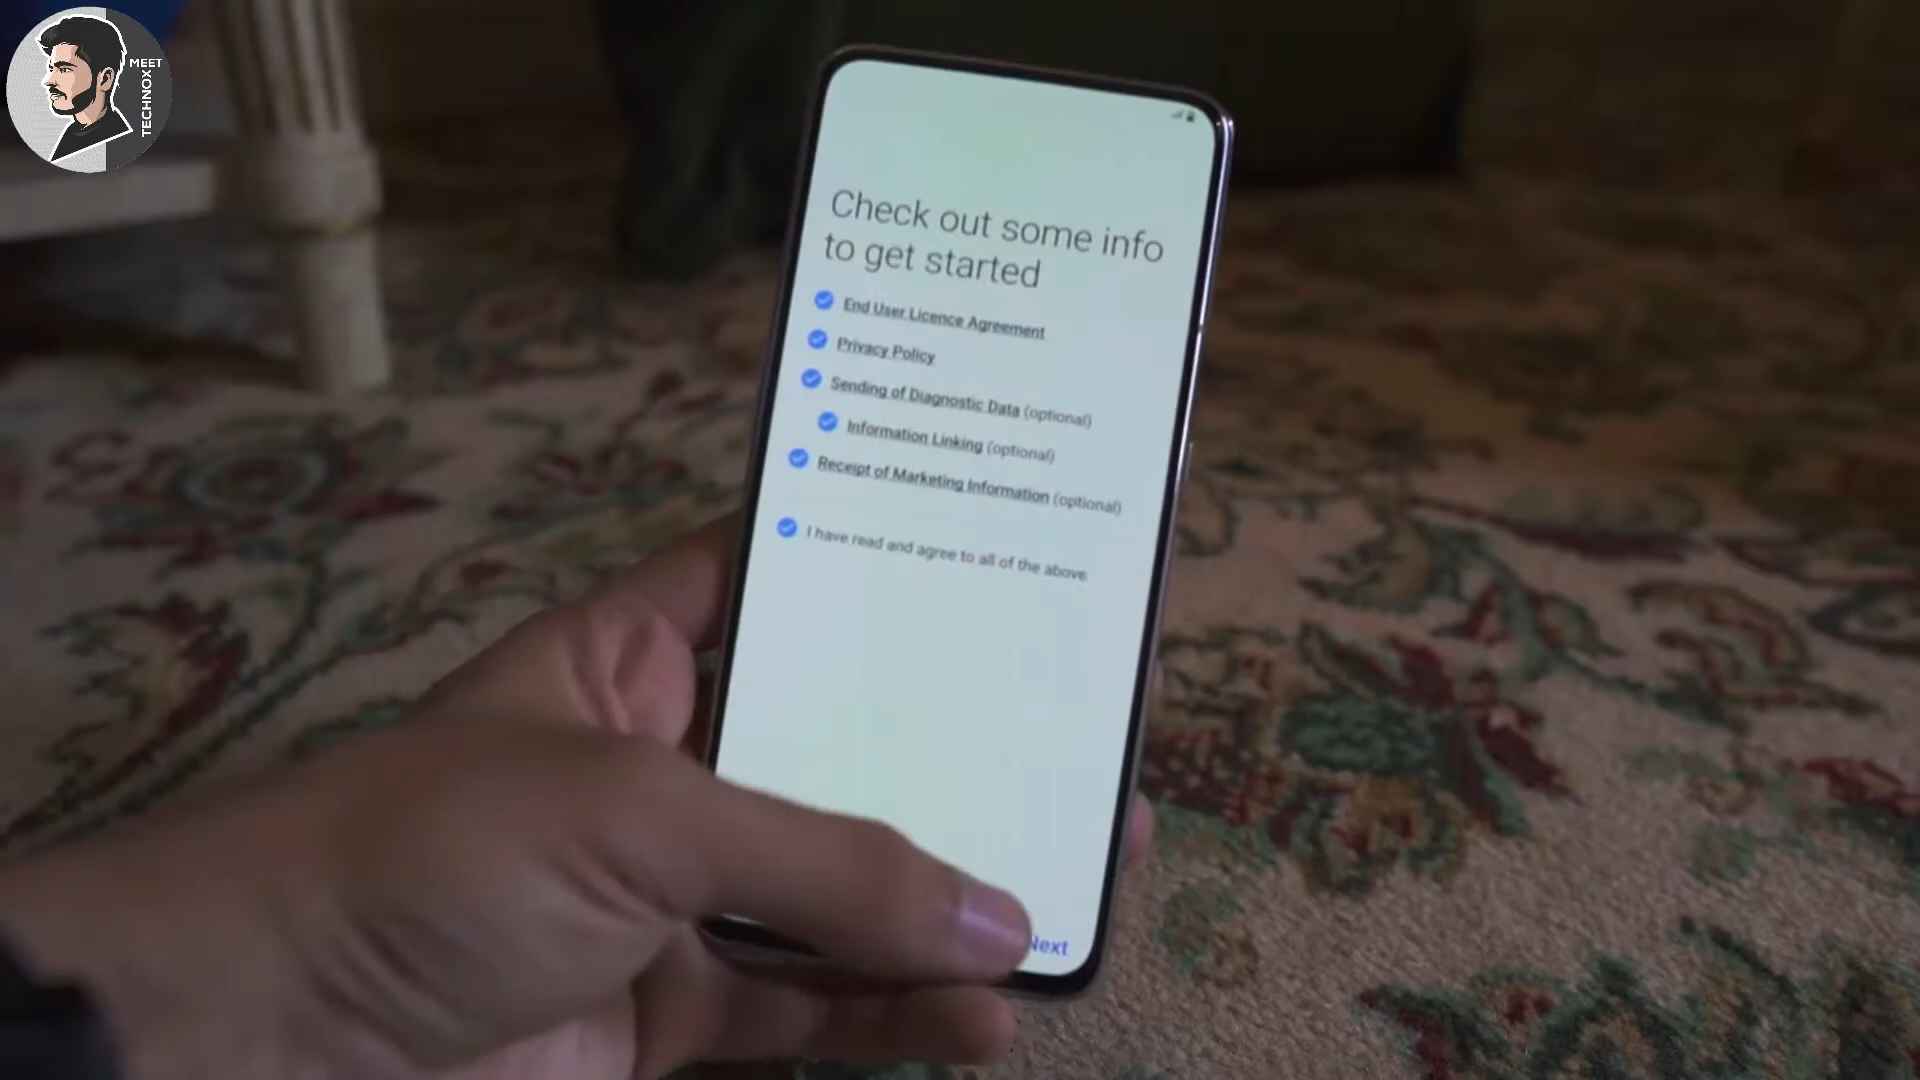 MEET
TECHNOX
Check out some info
to get started
End User Licence Agreement
Privacy Policy
Sending of Diagnostic Data (optional)
Information Linking (optional)
Receipt of Marketing Information (optional)
I have read and agree to all of the above
Next